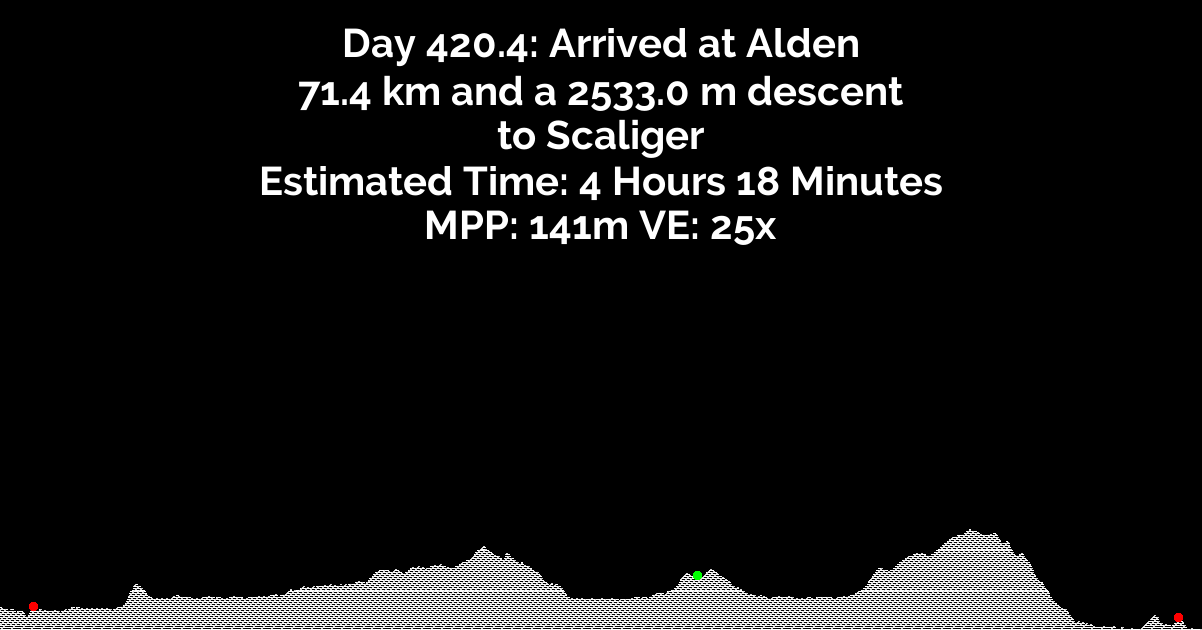 Day 420.4: Arrived at Alden
71.4 km and a 2533.0 m descent
to Scaliger
Estimated Time: 4 Hours 18 Minutes
MPP: 141m VE: 25x